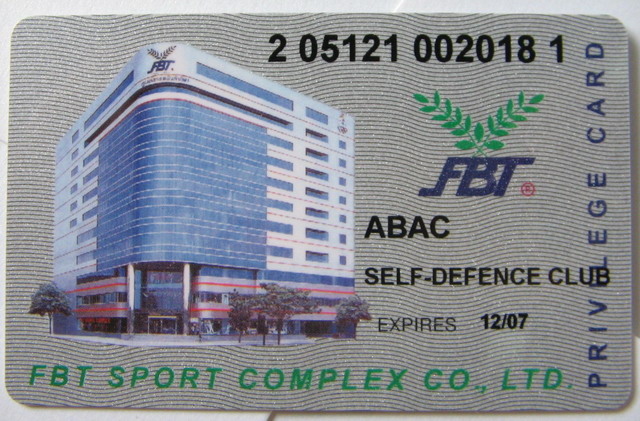 2 05121 002018 1
FBT
FBT
ABAC
SELF-DEFENCE CLUB
EXPIRES 12/07
FBT SPORT COMPLEX CO., LTD.
PRIVILEGE CARD